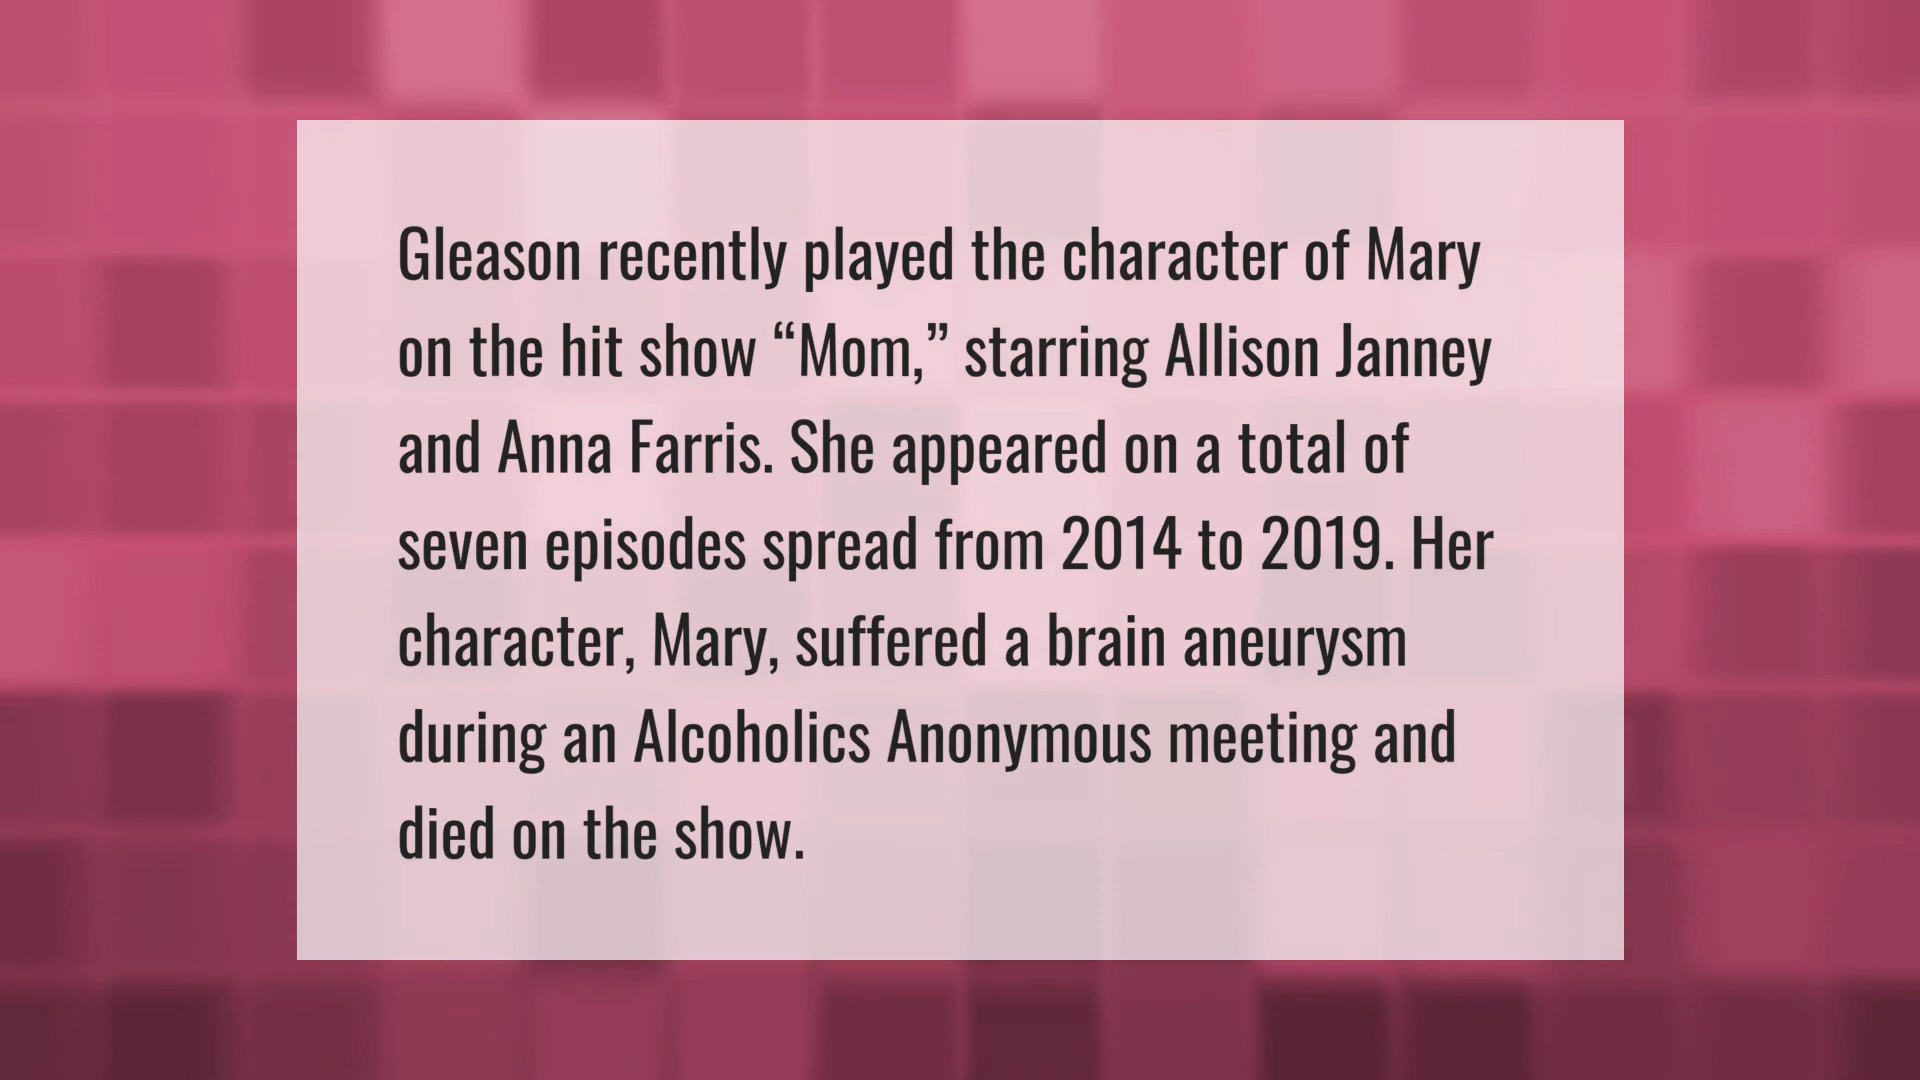 Gleason recently played the character of Mary
on the hit show “Mom,” starring Allison Janney
and Anna Farris. She appeared on a total of
seven episodes spread from 2014 to 2019. Her
character, Mary, suffered a brain aneurysm
during an Alcoholics Anonymous meeting and
died on the show.